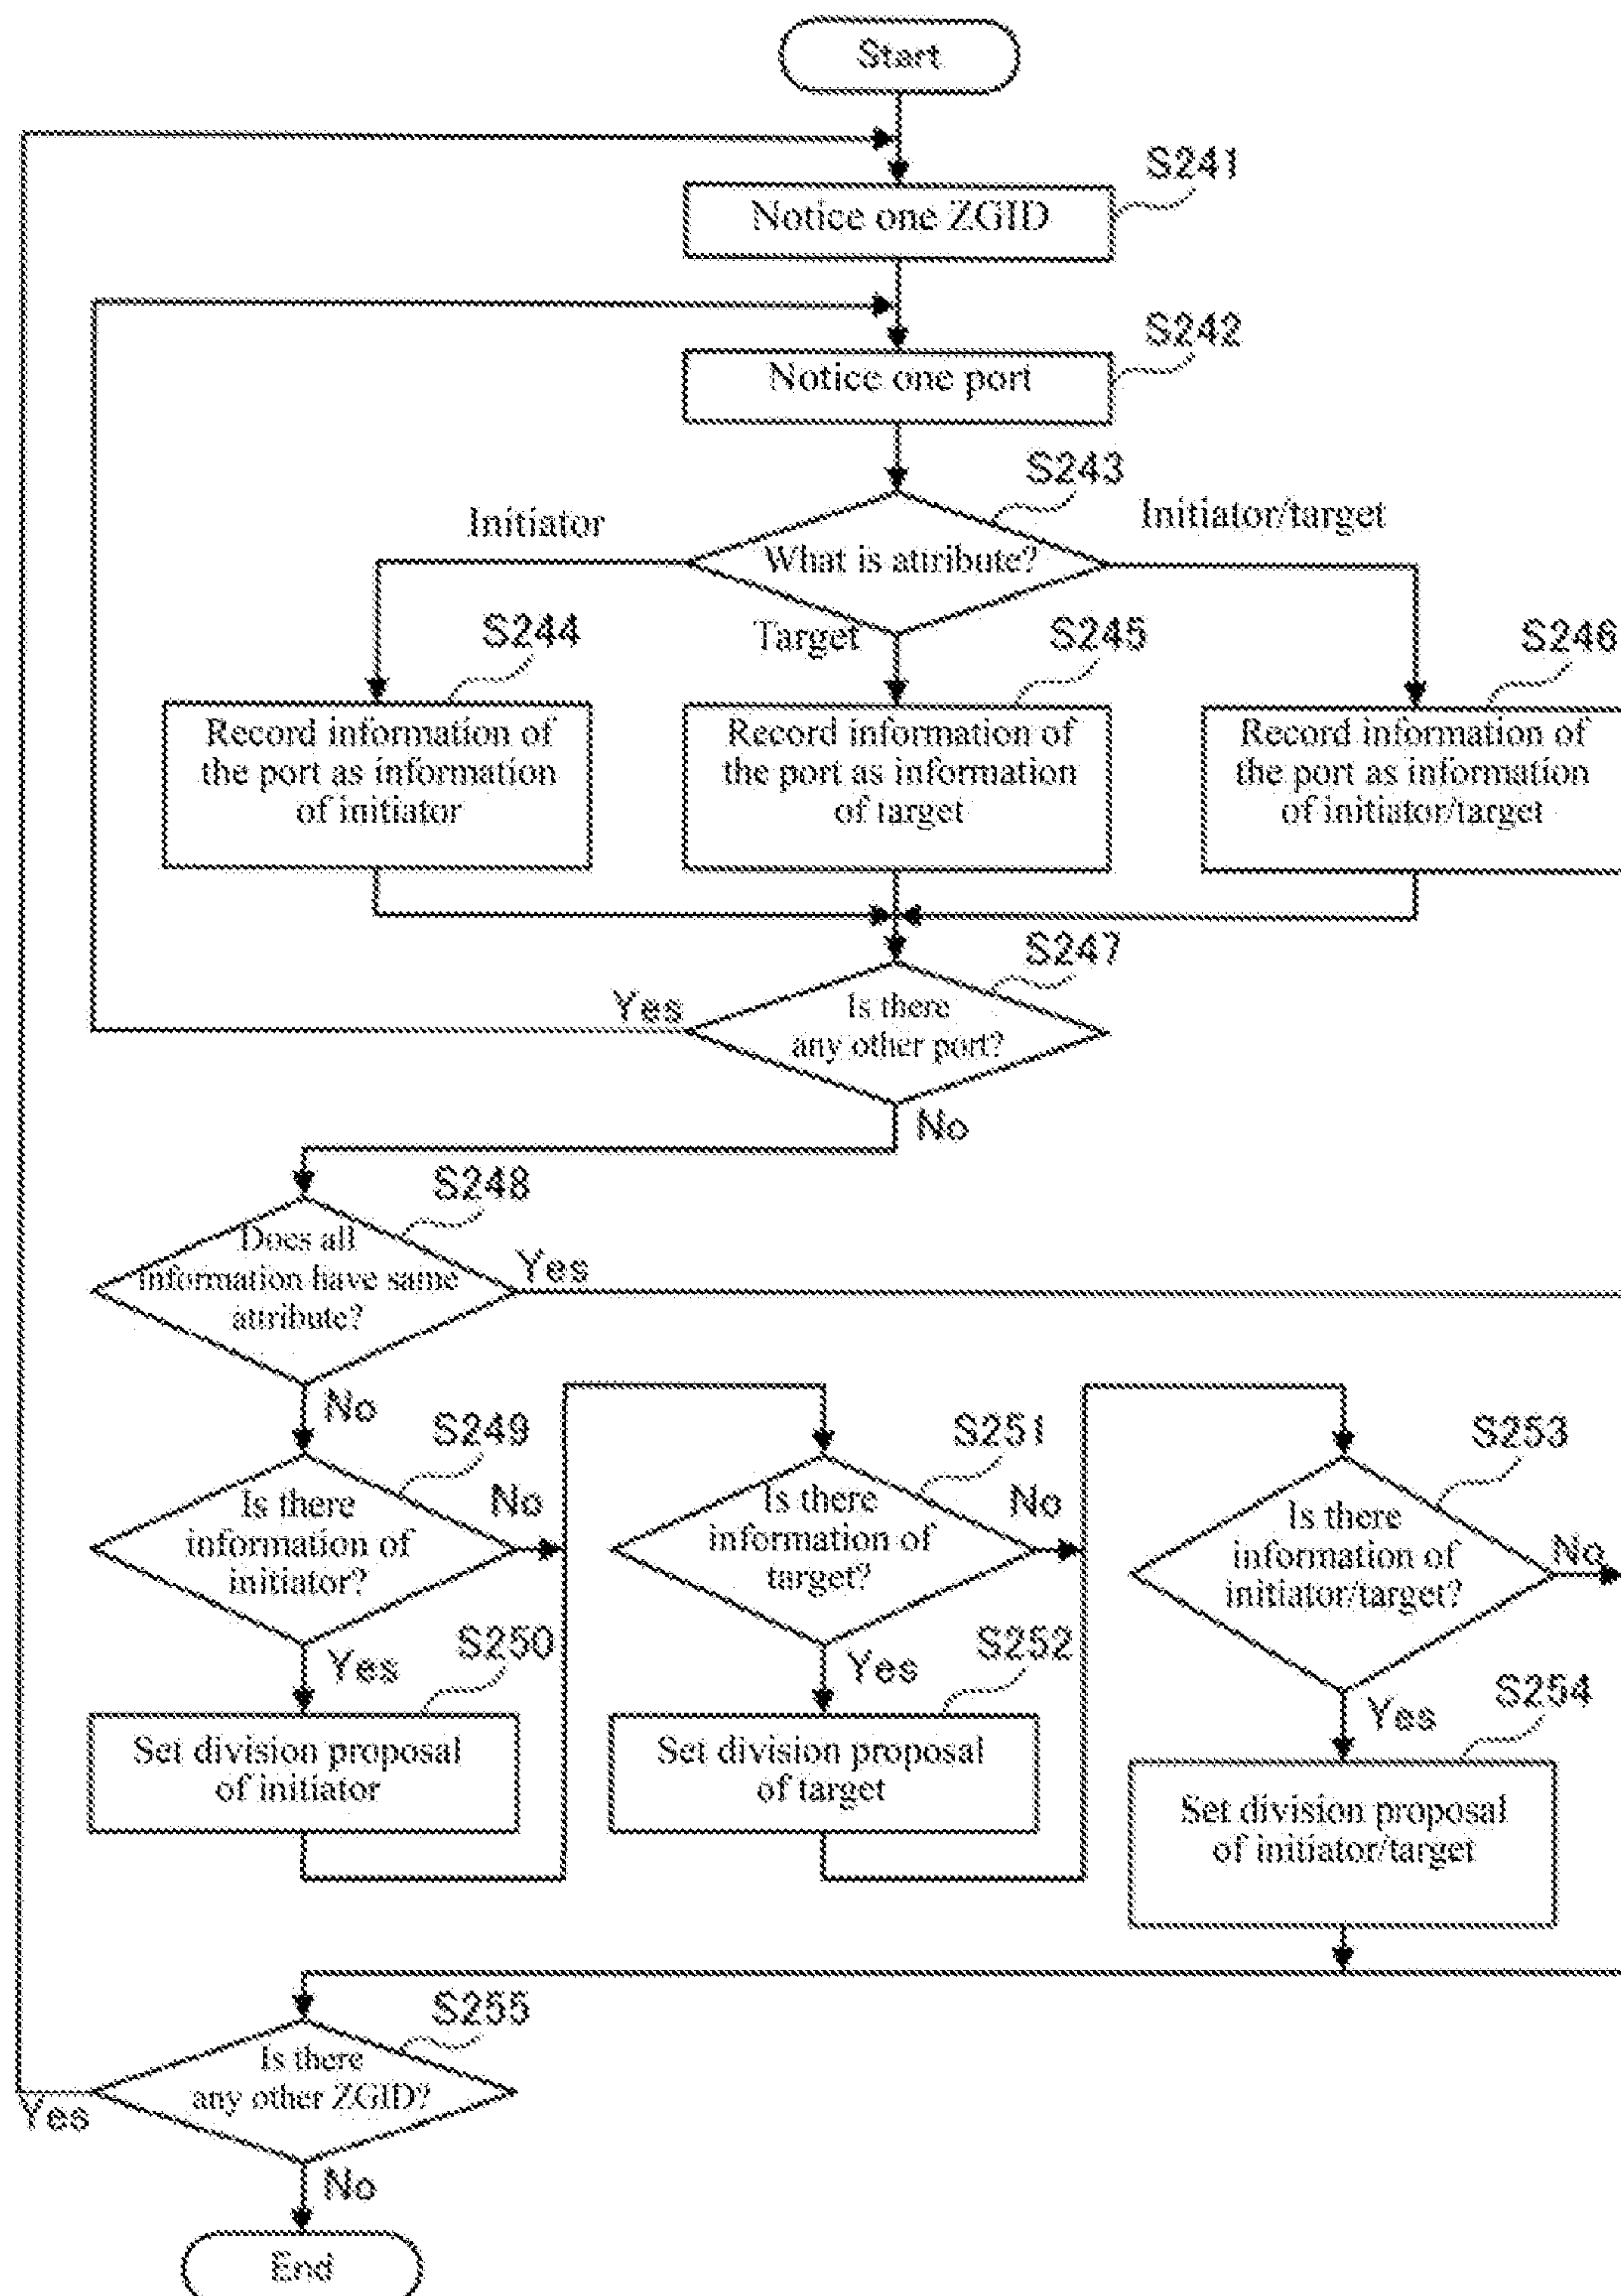 Start
S241
Notice one ZGID
S242
Notice one port
S243
Initiator
Initiator/target
What is attribute?
Target
S244
S245
S246
Record information of
the port as information
of initiator
Record information of
the port as information
of target
Record information of
the port as information
of initiator/target
S247
Yes
Is there
any other port?
No
S248
Does all
information have same
attribute?
Yes
No
S249
Is there
information of
initiator?
No
S251
Is there
information of
target?
No
S253
Is there
information of
initiator/target?
No
Yes
S250
Set division proposal
of initiator
Yes
S252
Set division proposal
of target
Yes
S254
Set division proposal
of initiator/target
S255
Is there
any other ZGID?
Yes
No
End